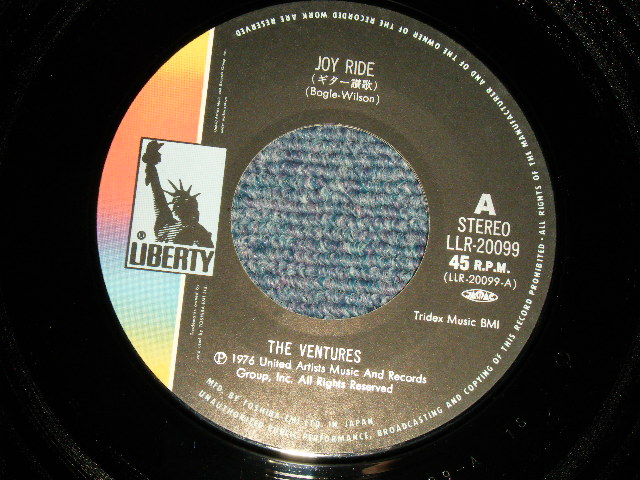 JOY RIDE
(ギター讃歌)
(Bogle-Wilson)
LIBERTY
®
A
STEREO
LLR-20099
45 R.P.M.
(LLR-20099-A)
Tridex Music BMI
THE VENTURES
Ⓟ 1976 United Artists Music And Records
Group, Inc. All Rights Reserved
MFD. BY TOSHIBA-EMI LTD. IN JAPAN
ALL RIGHTS OF THE MANUFACTURER AND OF THE OWNER OF THE RECORDED WORK ARE RESERVED.
UNAUTHORISED PUBLIC PERFORMANCE, BROADCASTING AND COPYING OF THIS RECORD PROHIBITED.